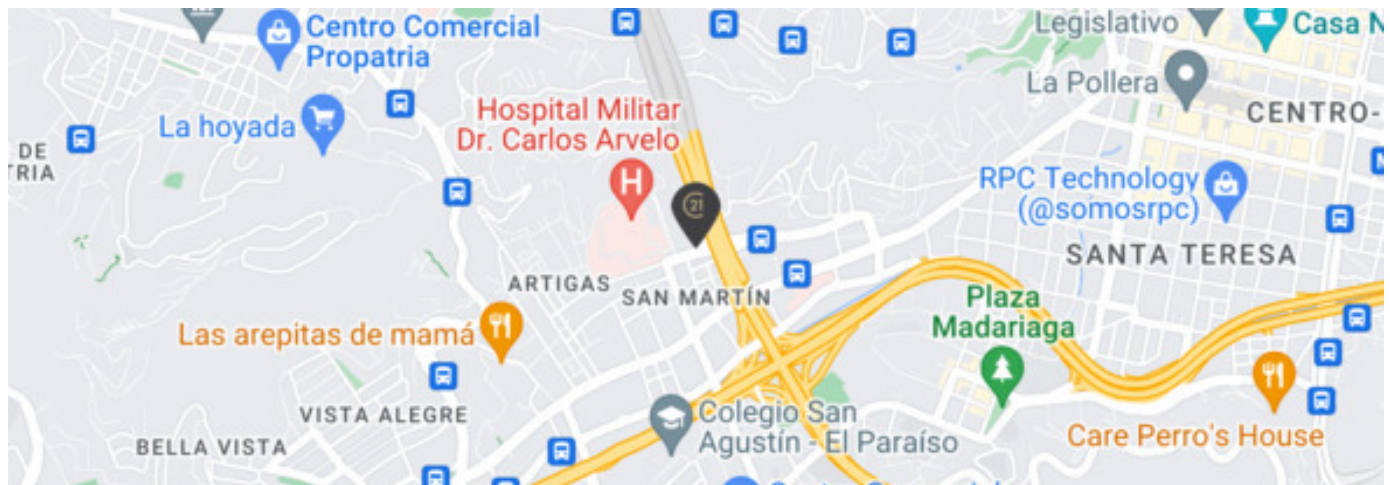 Centro Comercial
Propatria
Legislativo
Casa N
La Pollera
CENTRO-
Hospital Militar
Dr. Carlos Arvelo
La hoyada
DE
TRIA
H
21
RPC Technology
(@somosrpc)
SANTA TERESA
ARTIGAS
SAN MARTÍN
Plaza
Madariaga
Las arepitas de mamá
VISTA ALEGRE
BELLA VISTA
Colegio San
Agustín - El Paraíso
Care Perro's House